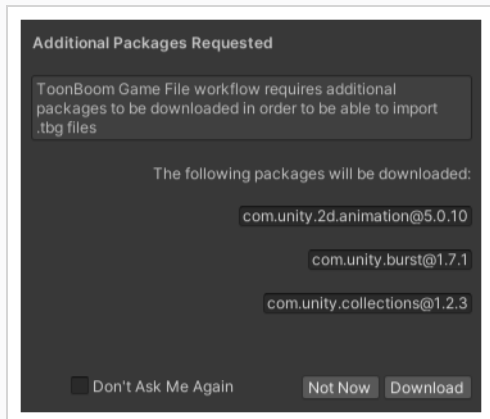 Additional Packages Requested
ToonBoom Game File workflow requires additional
packages to be downloaded in order to be able to import
.tbg files
The following packages will be downloaded:
com.unity.2d.animation@5.0.10
com.unity.burst@1.7.1
com.unity.collections@1.2.3
Don't Ask Me Again
Not Now
Download